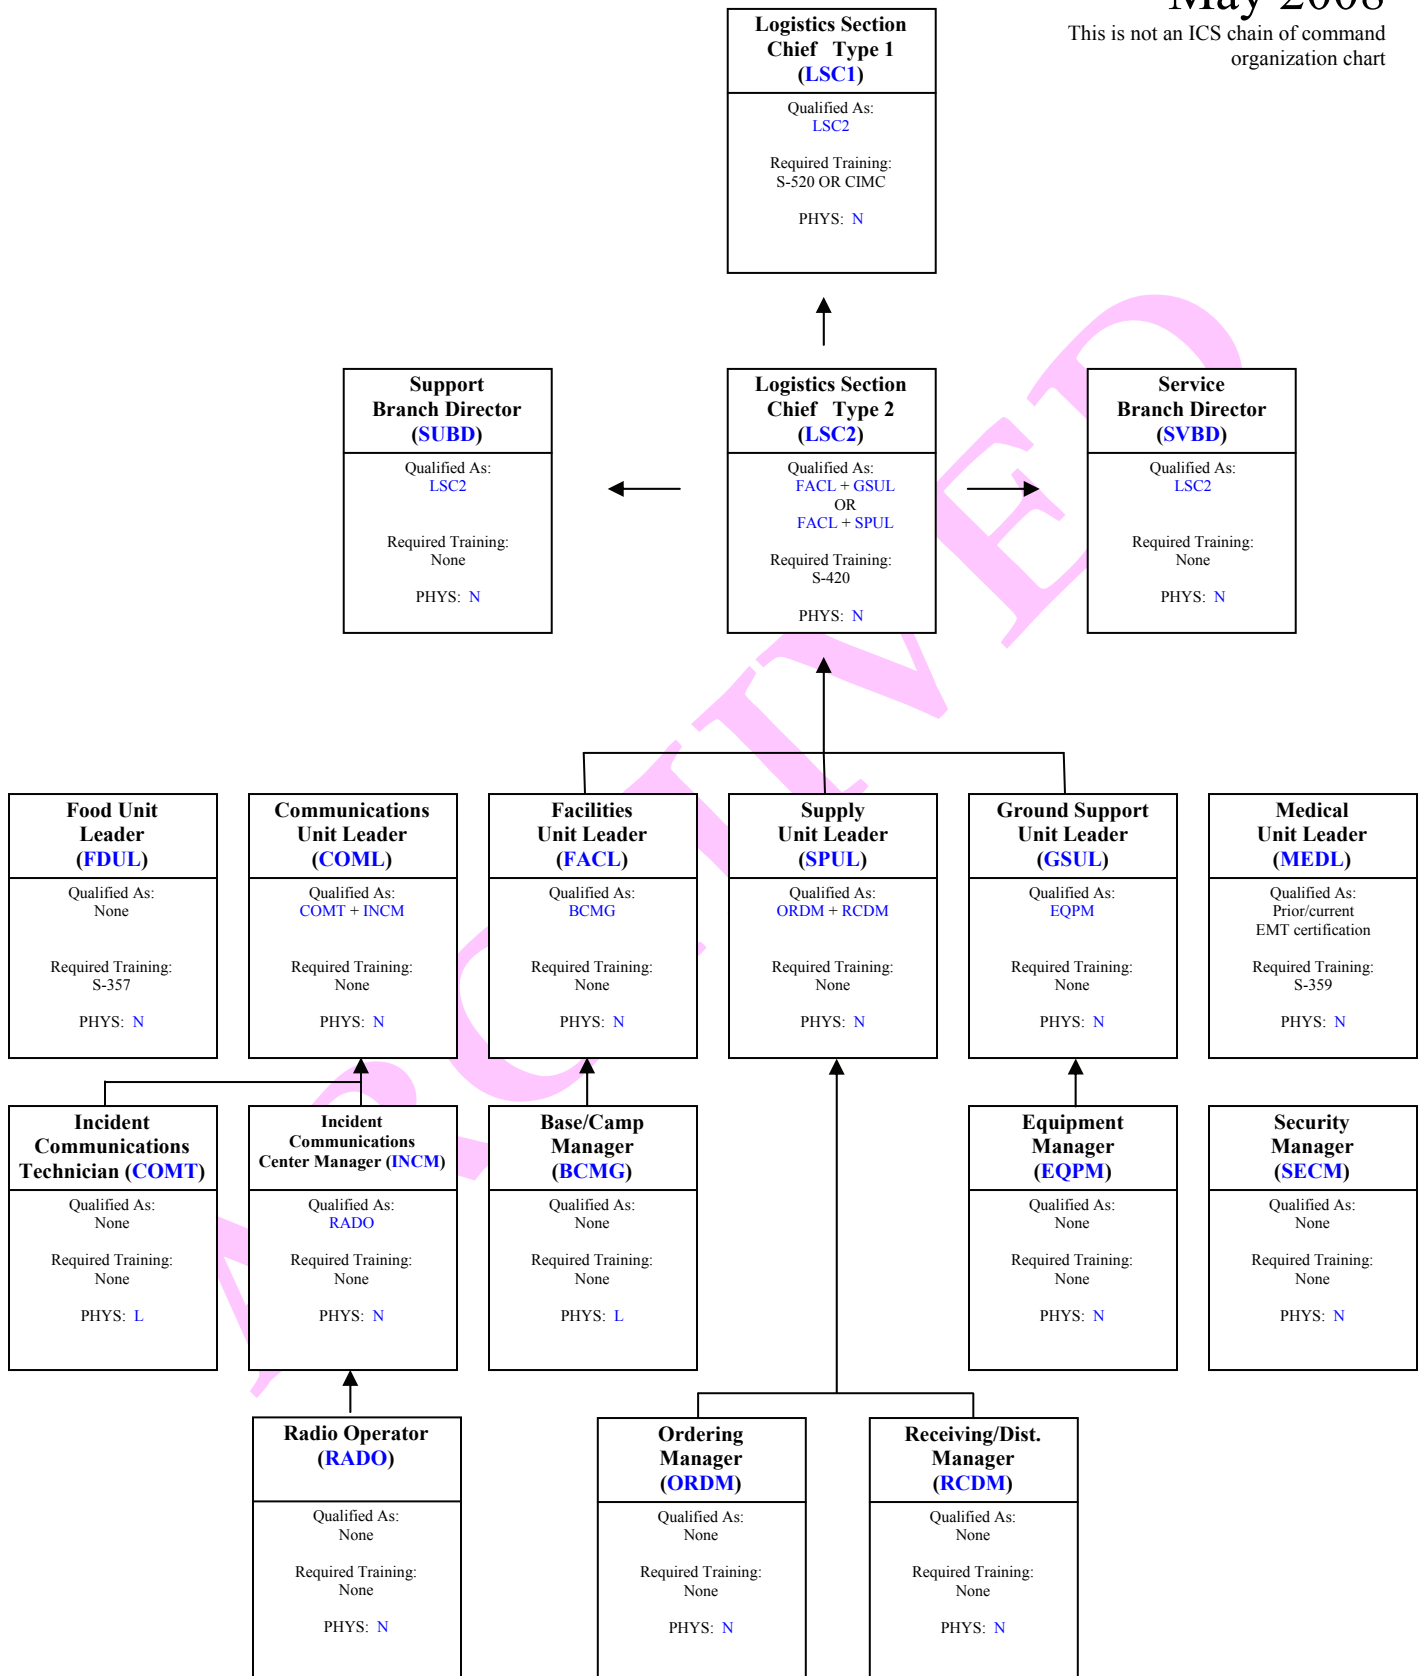 May 2008
This is not an ICS chain of command
organization chart
Logistics Section
Chief Type 1
(LSC1)
Qualified As:
LSC2
Required Training:
S-520 OR CIMC
PHYS: N
Support
Branch Director
(SUBD)
Qualified As:
LSC2
Required Training:
None
PHYS: N
Logistics Section
Chief Type 2
(LSC2)
Qualified As:
FACL + GSUL
OR
FACL + SPUL
Required Training:
S-420
PHYS: N
Service
Branch Director
(SVBD)
Qualified As:
LSC2
Required Training:
None
PHYS: N
Food Unit
Leader
(FDUL)
Qualified As:
None
Required Training:
S-357
PHYS: N
Communications
Unit Leader
(COML)
Qualified As:
COMT + INCM
Required Training:
None
PHYS: N
Facilities
Unit Leader
(FACL)
Qualified As:
BCMG
Required Training:
None
PHYS: N
Supply
Unit Leader
(SPUL)
Qualified As:
ORDM + RCDM
Required Training:
None
PHYS: N
Ground Support
Unit Leader
(GSUL)
Qualified As:
EQPM
Required Training:
None
PHYS: N
Medical
Unit Leader
(MEDL)
Qualified As:
Prior/current
EMT certification
Required Training:
S-359
PHYS: N
Incident
Communications
Technician (COMT)
Qualified As:
None
Required Training:
None
PHYS: L
Incident
Communications
Center Manager (INCM)
Qualified As:
RADO
Required Training:
None
PHYS: N
Base/Camp
Manager
(BCMG)
Qualified As:
None
Required Training:
None
PHYS: L
Equipment
Manager
(EQPM)
Qualified As:
None
Required Training:
None
PHYS: N
Security
Manager
(SECM)
Qualified As:
None
Required Training:
None
PHYS: N
Radio Operator
(RADO)
Qualified As:
None
Required Training:
None
PHYS: N
Ordering
Manager
(ORDM)
Qualified As:
None
Required Training:
None
PHYS: N
Receiving/Dist.
Manager
(RCDM)
Qualified As:
None
Required Training:
None
PHYS: N
ARCHIVED